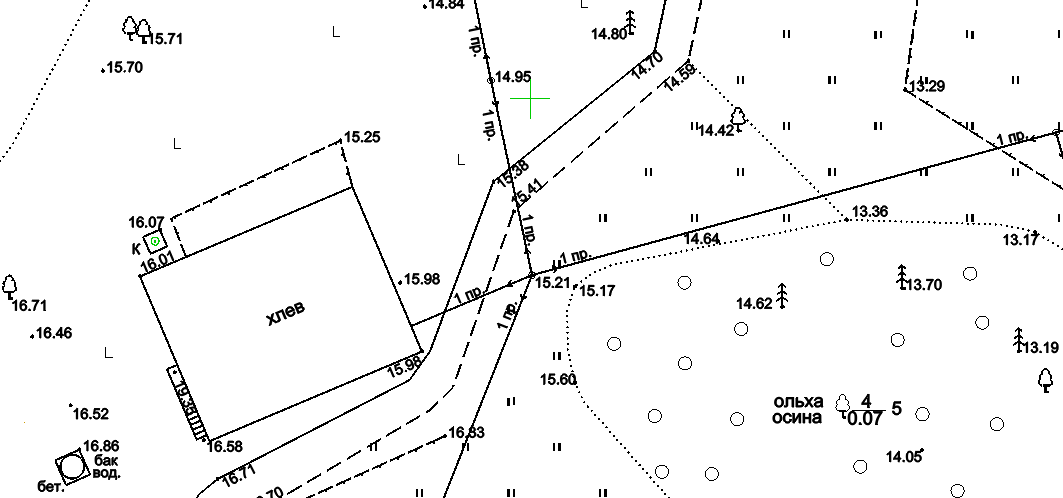 14.84
1 пр.
14.80
15.71
15.70
14.95
14.70
14.59
13.29
1 пр.
14.42
1 пр.
15.25
15.38
15.41
16.07
К
16.01
13.36
13.17
14.64
1 пр.
1 пр.
15.98
15.21
15.17
1 пр.
1 пр.
13.70
14.62
16.71
хлев
16.46
13.19
15.98
15.60
19.38
16.52
ольха 4 5
осина 0.07
16.83
16.58
16.86
бак
вод.
бет.
16.71
14.05